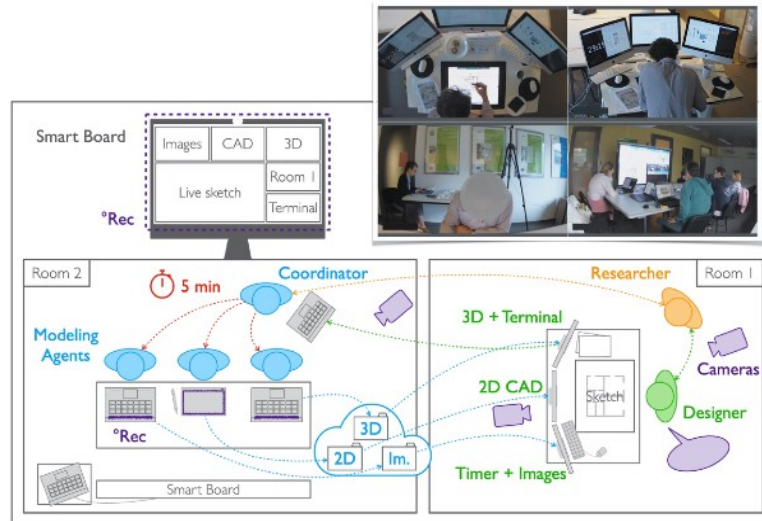 Smart Board
Images
CAD
3D
Live sketch
Room 1
Terminal
°Rec
Room 2
5 min
Coordinator
Modeling
Agents
°Rec
3D
2D
Im.
Smart Board
Researcher
Room 1
3D + Terminal
2D CAD
Sketch
Cameras
Designer
Timer + Images